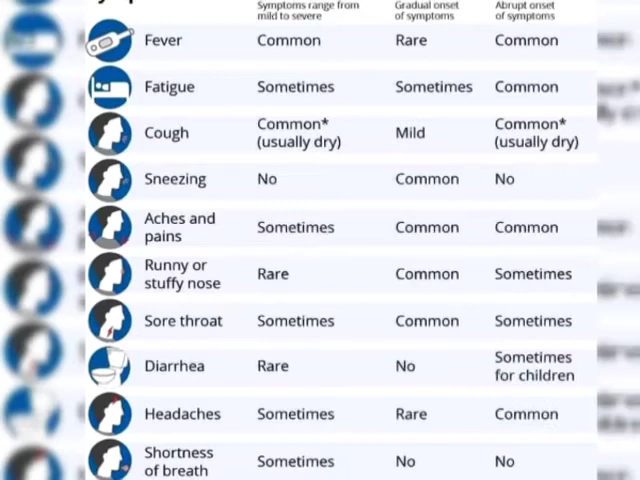 Symptoms range from mild to severe
Gradual onset of symptoms
Abrupt onset of symptoms
Fever Common Rare Common
Fatigue Sometimes Sometimes Common
Cough Common* (usually dry) Mild Common* (usually dry)
Sneezing No Common No
Aches and pains Sometimes Common Common
Runny or stuffy nose Rare Common Sometimes
Sore throat Sometimes Common Sometimes
Diarrhea Rare No Sometimes for children
Headaches Sometimes Rare Common
Shortness of breath Sometimes No No